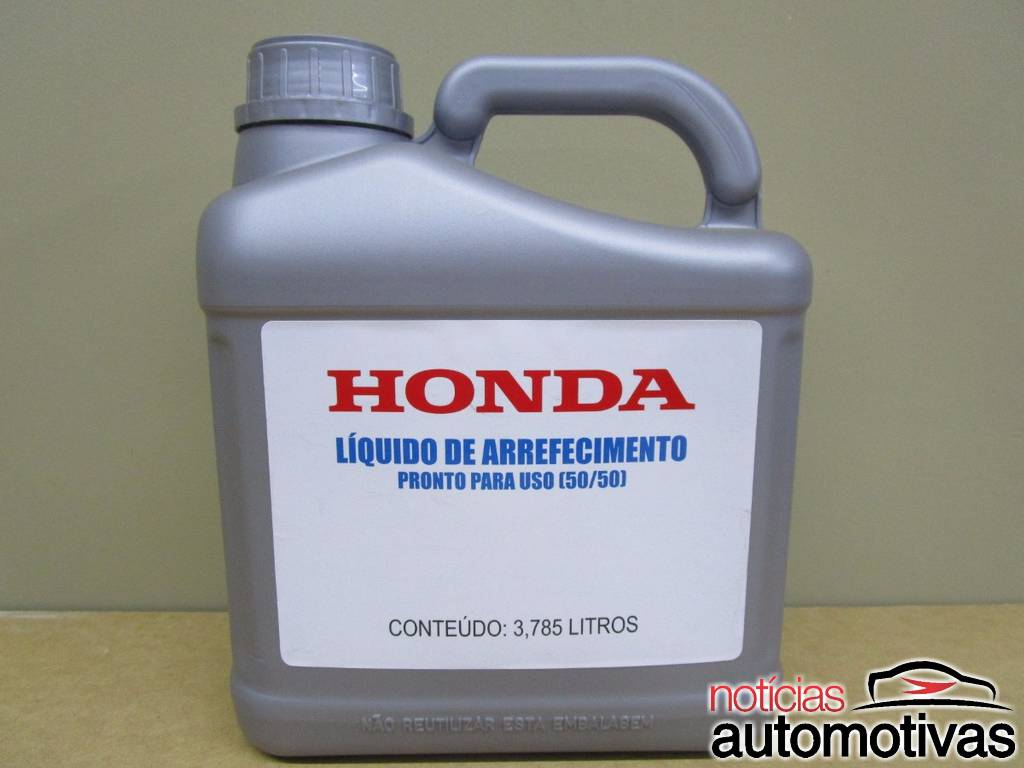 HONDA
LÍQUIDO DE ARREFECIMENTO
PRONTO PARA USO (50/50)
CONTEÚDO: 3,785 LITROS
NÃO REUTILIZAR ESTA EMBALAGEM
notícias
automotivas